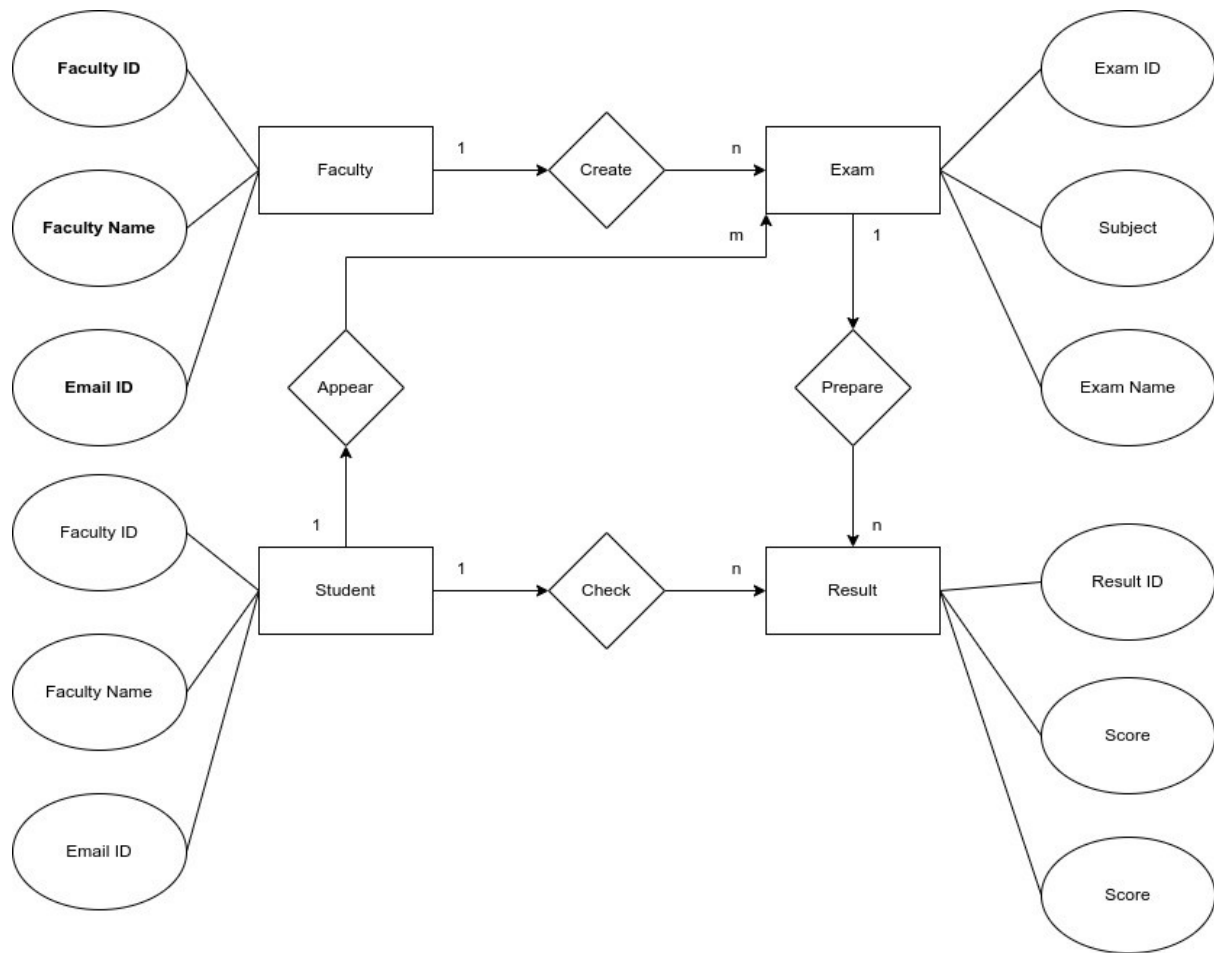 Faculty ID
Exam ID
1
n
Faculty
Create
Exam
Faculty Name
Subject
m
1
Email ID
Appear
Prepare
Exam Name
Faculty ID
1
n
1
n
Result ID
Student
Check
Result
Faculty Name
Score
Email ID
Score